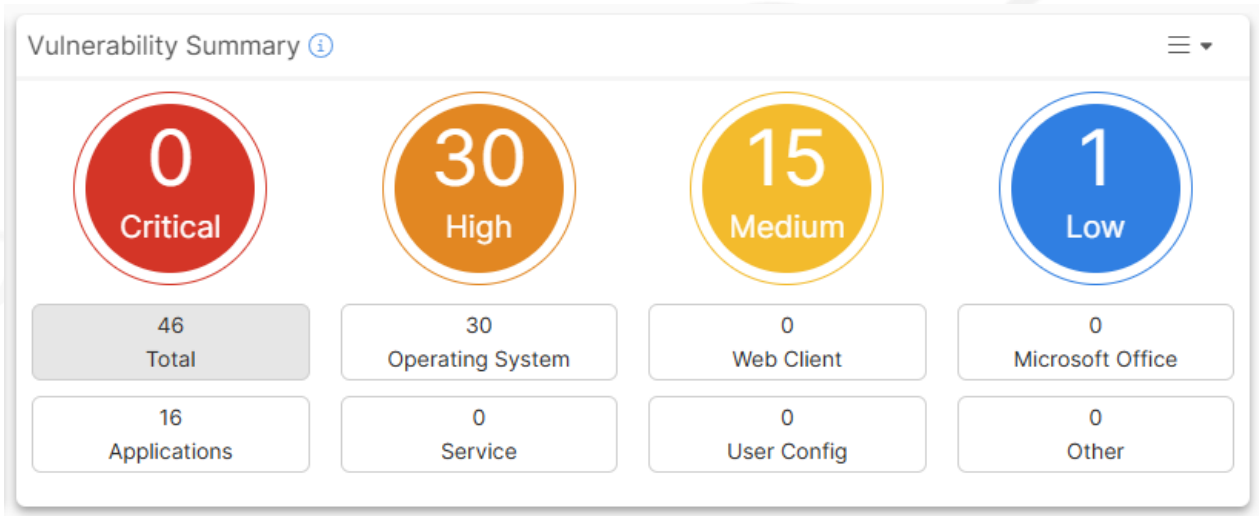 Vulnerability Summary
0
Critical
30
High
15
Medium
1
Low
46
Total
30
Operating System
0
Web Client
0
Microsoft Office
16
Applications
0
Service
0
User Config
0
Other